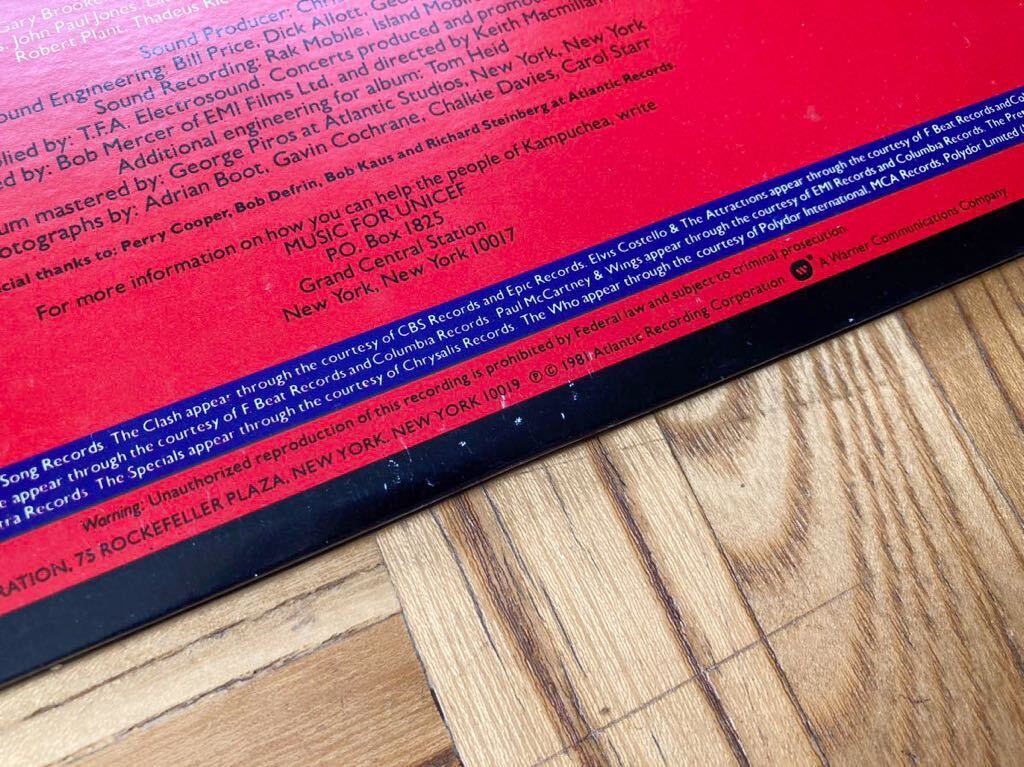 Gary Brooke
John Paul Jones, La
Robert Plant, Thadeus Ric
Sound Producer: Chris
ound Engineering: Bill Price, Dick Allott, Geo
Sound Recording: Rak Mobile, Island Mobile
plied by: T.F.A. Electrosound. Concerts produced and promo
ed by: Bob Mercer of EMI Films Ltd. and directed by Keith Macmillan
Additional engineering for album: Tom Heid
um mastered by: George Piros at Atlantic Studios, New York, New York
otographs by: Adrian Boot, Gavin Cochrane, Chalkie Davies, Carol Starr
cial thanks to: Perry Cooper, Bob Defrin, Bob Kaus and Richard Steinberg at Atlantic Records
For more information on how you can help the people of Kampuchea, write
MUSIC FOR UNICEF
P.O. Box 1825
Grand Central Station
New York, New York 10017
Song Records The Clash appear through the courtesy of CBS Records and Epic Records. Elvis Costello & The Attractions appear through the courtesy of F Beat Records and Col
e appear through the courtesy of F Beat Records and Columbia Records Paul McCartney & Wings appear through the courtesy of EMI Records and Columbia Records. The Pre
rra Records The Specials appear through the courtesy of Chrysalis Records The Who appear through the courtesy of Polydor International. MCA Records. Polydor Limited
Warning: Unauthorized reproduction of this recording is prohibited by Federal law and subject to criminal prosecution
RATION, 75 ROCKEFELLER PLAZA, NEW YORK, NEW YORK 10019 ℗ © 1981 Atlantic Recording Corporation ® A Warner Communications Company